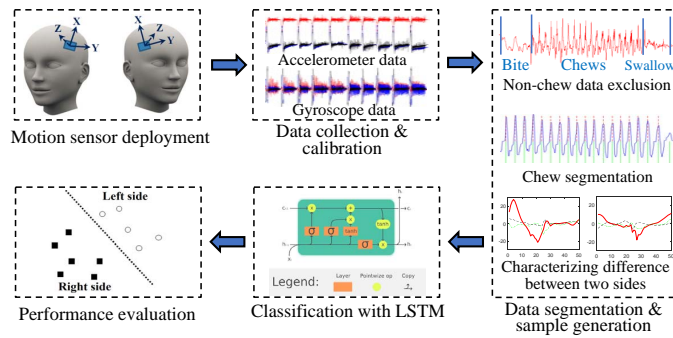 X
Z
Y
X
Z
Y
Motion sensor deployment
Accelerometer data
Gyroscope data
Data collection &
calibration
Bite Chews Swallow
Non-chew data exclusion
Chew segmentation
20
0
-20
0 10 20 30 40 50
20
0
-20
0 10 20 30 40 50
Characterizing difference
between two sides
Data segmentation &
sample generation
Left side
Right side
Performance evaluation
σ σ tanh σ
tanh
Legend:
Layer Pointwize op Copy
Classification with LSTM